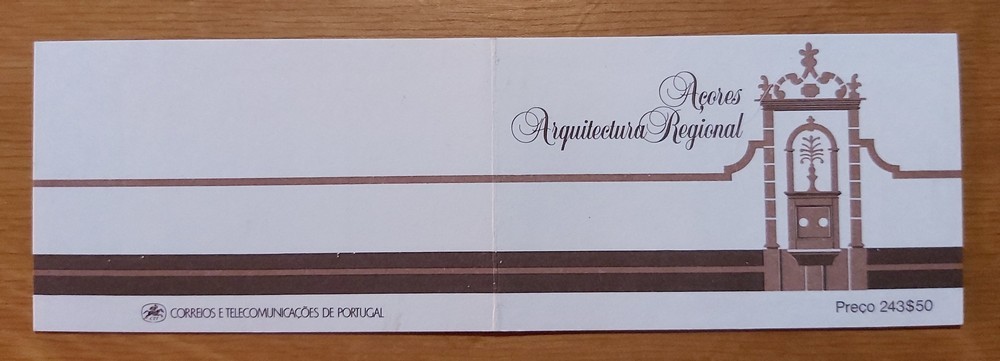 Açores
Arquitectura Regional
CORREIOS E TELECOMUNICAÇÕES DE PORTUGAL
Preço 243$50